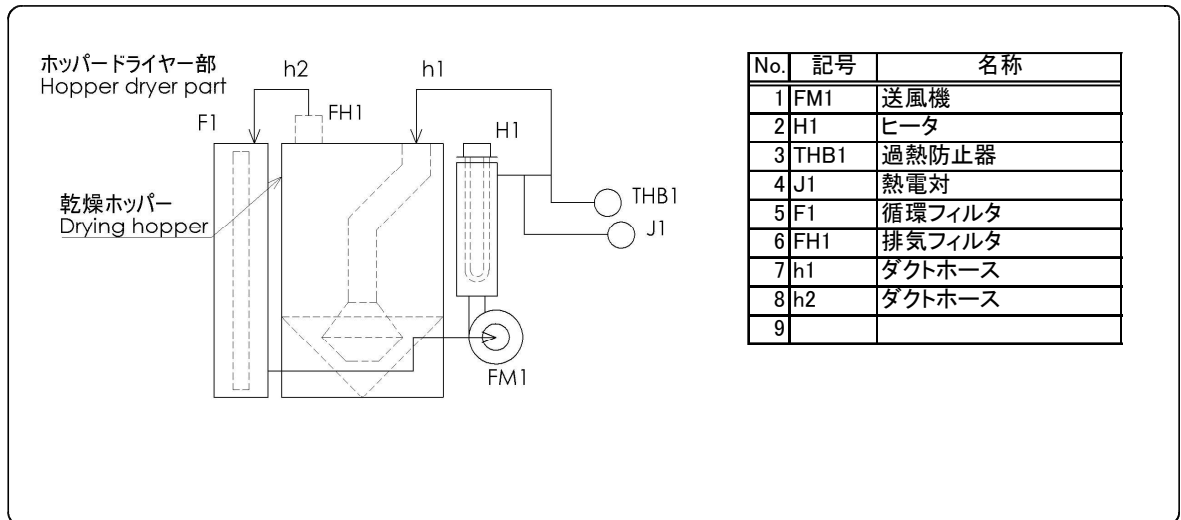 ホッパードライヤー部
Hopper dryer part
h2
h1
F1
FH1
H1
乾燥ホッパー
Drying hopper
THB1
J1
FM1
No. 記号 名称
1 FM1 送風機
2 H1 ヒータ
3 THB1 過熱防止器
4 J1 熱電対
5 F1 循環フィルタ
6 FH1 排気フィルタ
7 h1 ダクトホース
8 h2 ダクトホース
9